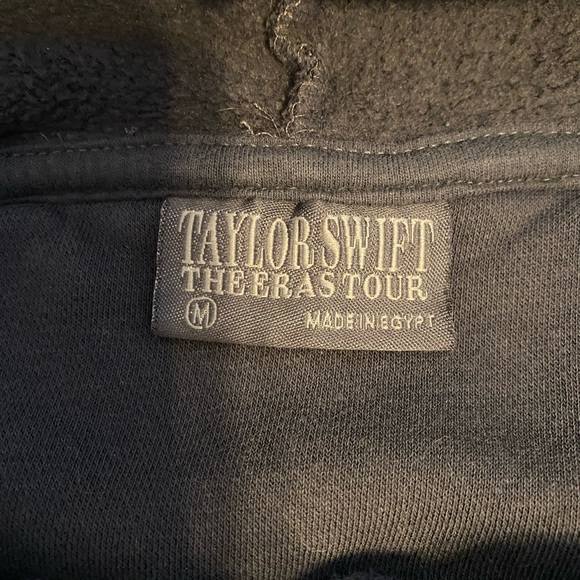 TAYLOR SWIFT
THE ERAS TOUR
M MADE IN EGYPT